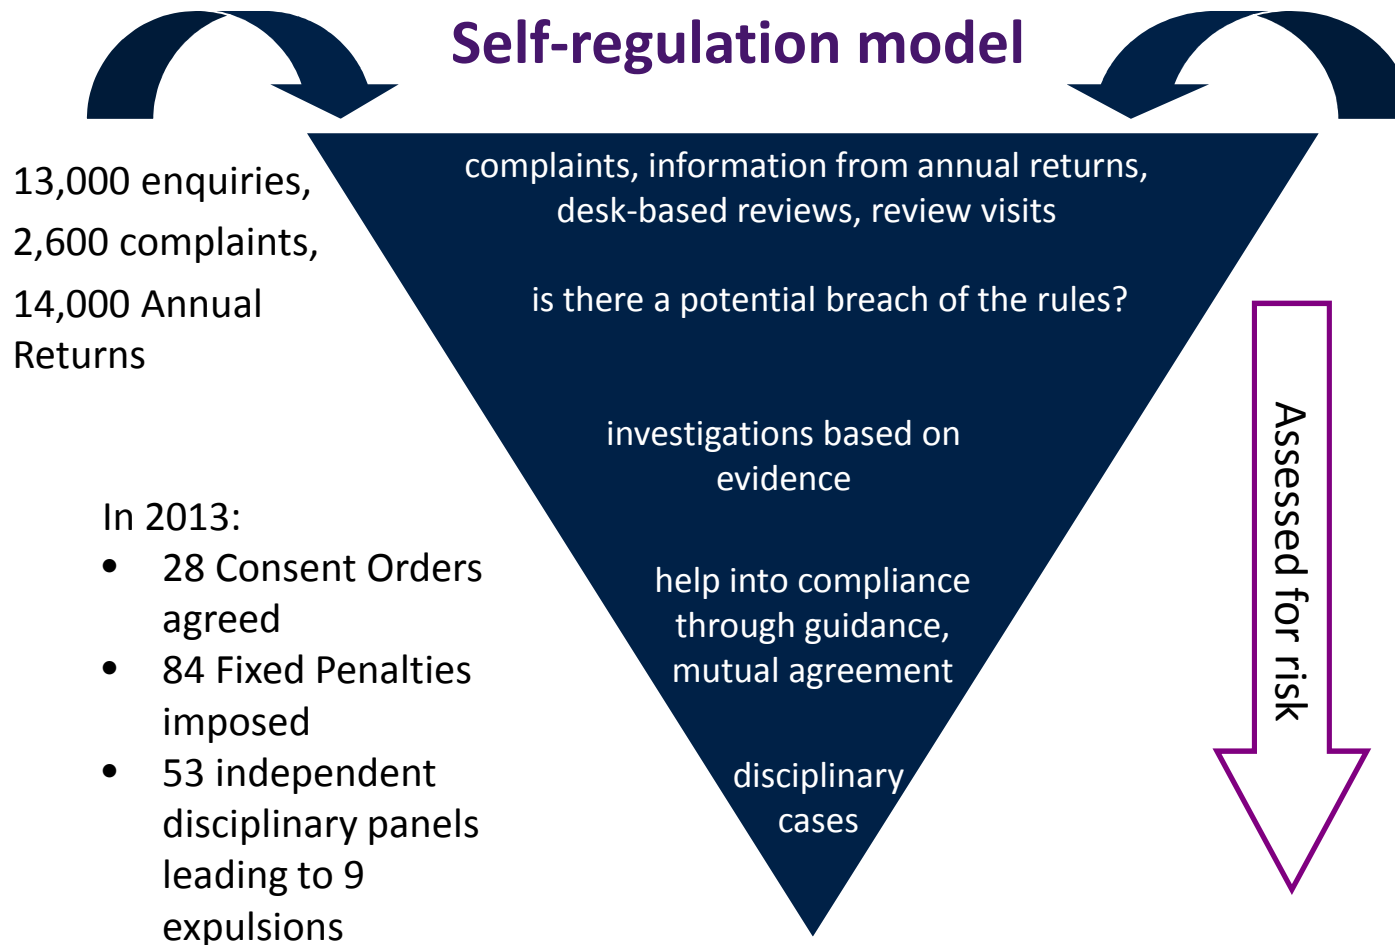 Self-regulation model
13,000 enquiries,
2,600 complaints,
14,000 Annual
Returns
complaints, information from annual returns,
desk-based reviews, review visits
is there a potential breach of the rules?
investigations based on
evidence
help into compliance
through guidance,
mutual agreement
disciplinary
cases
Assessed for risk
In 2013:
• 28 Consent Orders
agreed
• 84 Fixed Penalties
imposed
• 53 independent
disciplinary panels
leading to 9
expulsions